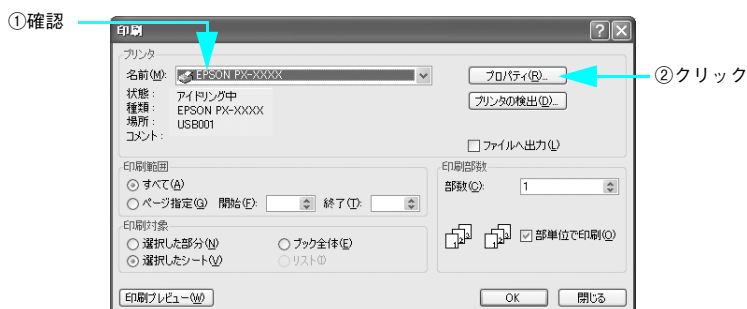 ①確認
印刷
プリンタ
名前(M): EPSON PX-XXXX
プロパティ(R)...
②クリック
状態: アイドリング中
種類: EPSON PX-XXXX
プリンタの検出(D)...
場所: USB001
コメント:
ファイルへ出力(L)
印刷範囲
すべて(A)
ページ指定(G) 開始(F): 終了(T):
印刷部数
部数(C): 1
部単位で印刷(O)
印刷対象
選択した部分(N) ブック全体(E)
選択したシート(V) リスト(I)
印刷プレビュー(W)
OK 閉じる